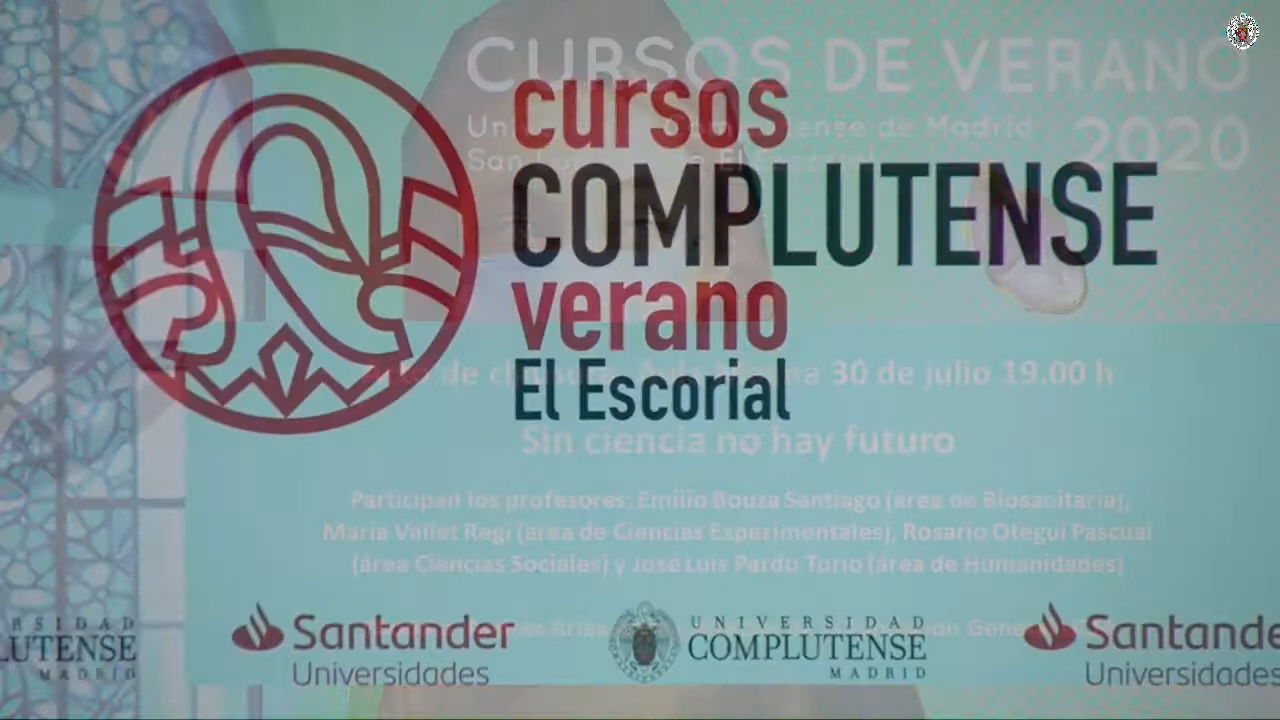 CURSOS DE VERANO
2020
cursos
COMPLUTENSE
verano
El Escorial
30 de julio 19.00 h
Sin ciencia no hay futuro
Participan los profesores: Emilio Bouza Santiago (área de Biosanitaria),
María Vallet Regí (área de Ciencias Experimentales), Rosario Otegui Pascual
(área Ciencias Sociales) y José Luis Pardo Torío (área de Humanidades)
Santander
Universidades
UNIVERSIDAD
COMPLUTENSE
MADRID
MADRID
Universidades